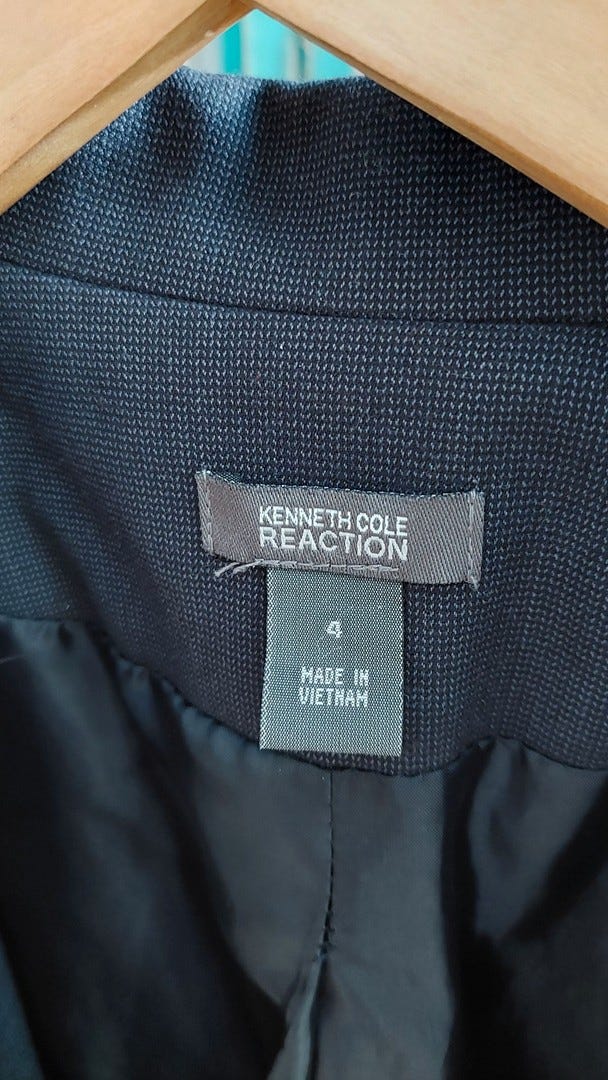 KENNETH COLE
REACTION
4
MADE IN
VIETNAM